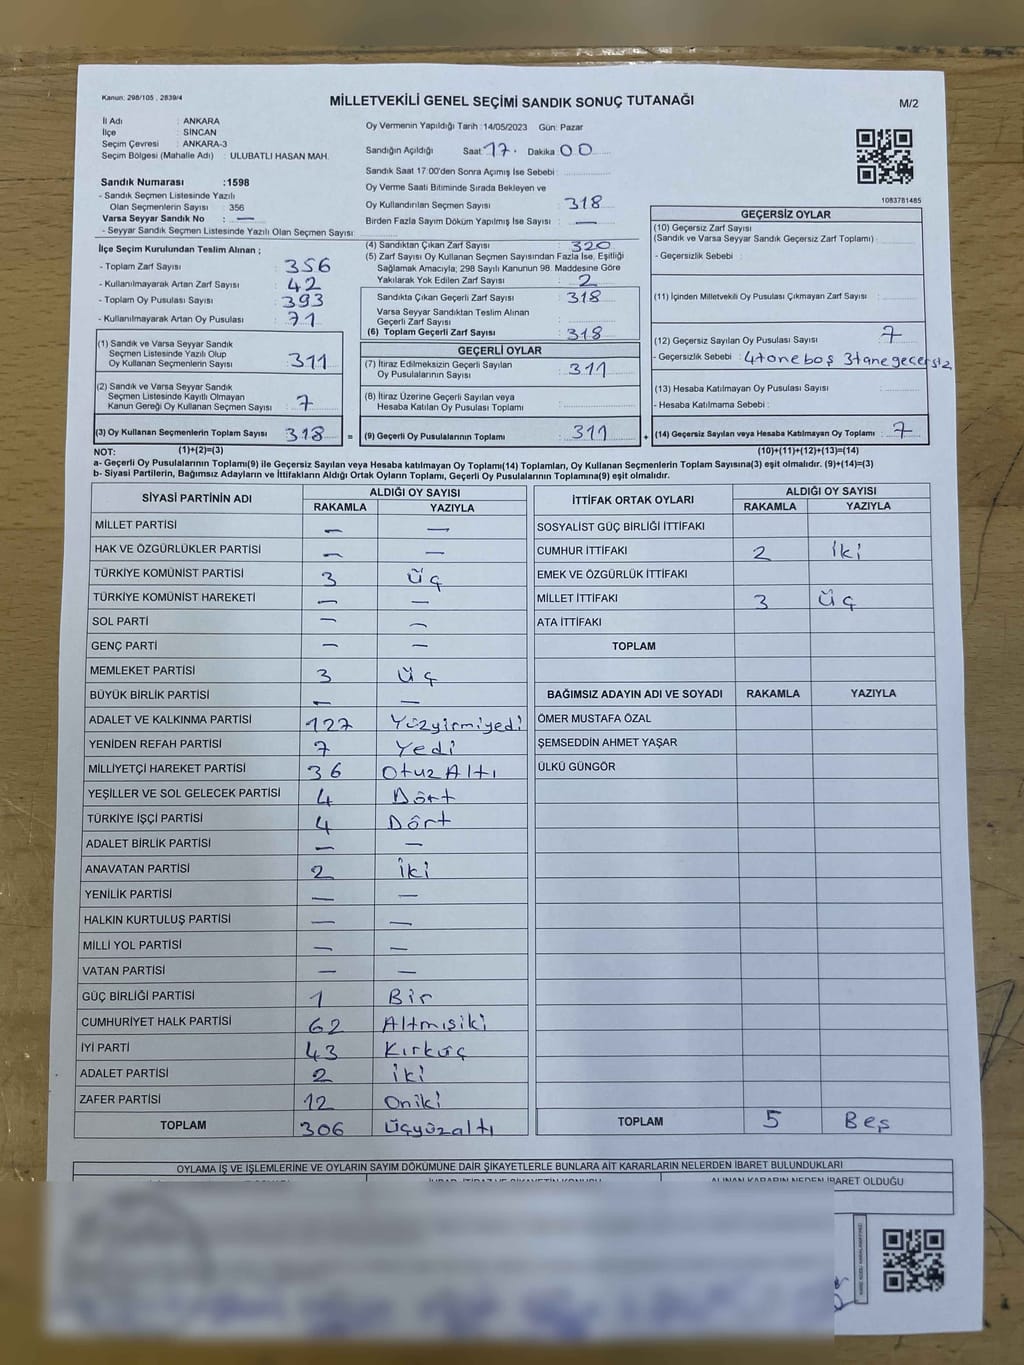 Kanun: 298/105 , 2839/4
MİLLETVEKİLİ GENEL SEÇİMİ SANDIK SONUÇ TUTANAĞI
M/2
İl Adı : ANKARA
İlçe : SİNCAN
Seçim Çevresi : ANKARA-3
Seçim Bölgesi (Mahalle Adı) : ULUBATLI HASAN MAH.
Sandık Numarası :1598
- Sandık Seçmen Listesinde Yazılı
Olan Seçmenlerin Sayısı : 356
Varsa Seyyar Sandık No : —
- Seyyar Sandık Seçmen Listesinde Yazılı Olan Seçmen Sayısı:
Oy Vermenin Yapıldığı Tarih :14/05/2023 Gün: Pazar
Sandığın Açıldığı Saat 17. Dakika 00
Sandık Saat 17:00'den Sonra Açımış İse Sebebi :
Oy Verme Saati Bitiminde Sırada Bekleyen ve
Oy Kullandırılan Seçmen Sayısı : 318
Birden Fazla Sayım Döküm Yapılmış İse Sayısı : —
1083781485
İlçe Seçim Kurulundan Teslim Alınan ;
- Toplam Zarf Sayısı : 356
- Kullanılmayarak Artan Zarf Sayısı : 42
- Toplam Oy Pusulası Sayısı : 393
- Kullanılmayarak Artan Oy Pusulası : 71
(1) Sandık ve Varsa Seyyar Sandık
Seçmen Listesinde Yazılı Olup
Oy Kullanan Seçmenlerin Sayısı : 311
(2) Sandık ve Varsa Seyyar Sandık
Seçmen Listesinde Kayıtlı Olmayan
Kanun Gereği Oy Kullanan Seçmen Sayısı : 7
(3) Oy Kullanan Seçmenlerin Toplam Sayısı : 318 =
(4) Sandıktan Çıkan Zarf Sayısı : 320
(5) Zarf Sayısı Oy Kullanan Seçmen Sayısından Fazla İse, Eşitliği
Sağlamak Amacıyla; 298 Sayılı Kanunun 98. Maddesine Göre
Yakılarak Yok Edilen Zarf Sayısı : 2
Sandıkta Çıkan Geçerli Zarf Sayısı : 318
Varsa Seyyar Sandıktan Teslim Alınan
Geçerli Zarf Sayısı :
(6) Toplam Geçerli Zarf Sayısı : 318
GEÇERLİ OYLAR
(7) İtiraz Edilmeksizin Geçerli Sayılan
Oy Pusulalarının Sayısı : 311
(8) İtiraz Üzerine Geçerli Sayılan veya
Hesaba Katılan Oy Pusulası Toplamı :
(9) Geçerli Oy Pusulalarının Toplamı : 311 +
GEÇERSİZ OYLAR
(10) Geçersiz Zarf Sayısı
(Sandık ve Varsa Seyyar Sandık Geçersiz Zarf Toplamı) :
- Geçersizlik Sebebi :
(11) İçinden Milletvekili Oy Pusulası Çıkmayan Zarf Sayısı :
(12) Geçersiz Sayılan Oy Pusulası Sayısı : 7
- Geçersizlik Sebebi : 4 tane boş 3 tane geçersiz
(13) Hesaba Katılmayan Oy Pusulası Sayısı :
- Hesaba Katılmama Sebebi :
(14) Geçersiz Sayılan veya Hesaba Katılmayan Oy Toplamı : 7
NOT: (1)+(2)=(3) (10)+(11)+(12)+(13)=(14)
a- Geçerli Oy Pusulalarının Toplamı(9) ile Geçersiz Sayılan veya Hesaba katılmayan Oy Toplamı(14) Toplamları, Oy Kullanan Seçmenlerin Toplam Sayısına(3) eşit olmalıdır. (9)+(14)=(3)
b- Siyasi Partilerin, Bağımsız Adayların ve İttifakların Aldığı Ortak Oyların Toplamı, Geçerli Oy Pusulalarının Toplamına(9) eşit olmalıdır.
SİYASİ PARTİNİN ADI ALDIĞI OY SAYISI
RAKAMLA YAZIYLA
MİLLET PARTİSİ — —
HAK VE ÖZGÜRLÜKLER PARTİSİ — —
TÜRKİYE KOMÜNİST PARTİSİ 3 Üç
TÜRKİYE KOMÜNİST HAREKETİ — —
SOL PARTİ — —
GENÇ PARTİ — —
MEMLEKET PARTİSİ 3 Üç
BÜYÜK BİRLİK PARTİSİ — —
ADALET VE KALKINMA PARTİSİ 127 Yüzyirmiyedi
YENİDEN REFAH PARTİSİ 7 Yedi
MİLLİYETÇİ HAREKET PARTİSİ 36 Otuz Altı
YEŞİLLER VE SOL GELECEK PARTİSİ 4 Dört
TÜRKİYE İŞÇİ PARTİSİ 4 Dört
ADALET BİRLİK PARTİSİ — —
ANAVATAN PARTİSİ 2 İki
YENİLİK PARTİSİ — —
HALKIN KURTULUŞ PARTİSİ — —
MİLLİ YOL PARTİSİ — —
VATAN PARTİSİ — —
GÜÇ BİRLİĞİ PARTİSİ 1 Bir
CUMHURİYET HALK PARTİSİ 62 Altmışiki
İYİ PARTİ 43 Kırküç
ADALET PARTİSİ 2 İki
ZAFER PARTİSİ 12 Oniki
TOPLAM 306 Üçyüzaltı
İTTİFAK ORTAK OYLARI ALDIĞI OY SAYISI
RAKAMLA YAZIYLA
SOSYALİST GÜÇ BİRLİĞİ İTTİFAKI
CUMHUR İTTİFAKI 2 İki
EMEK VE ÖZGÜRLÜK İTTİFAKI
MİLLET İTTİFAKI 3 Üç
ATA İTTİFAKI
TOPLAM
BAĞIMSIZ ADAYIN ADI VE SOYADI RAKAMLA YAZIYLA
ÖMER MUSTAFA ÖZAL
ŞEMSEDDİN AHMET YAŞAR
ÜLKÜ GÜNGÖR
TOPLAM 5 Beş
OYLAMA İŞ VE İŞLEMLERİNE VE OYLARIN SAYIM DÖKÜMÜNE DAİR ŞİKAYETLERLE BUNLARA AİT KARARLARIN NELERDEN İBARET BULUNDUKLARI
ALINAN KARARIN NEDEN İBARET OLDUĞU